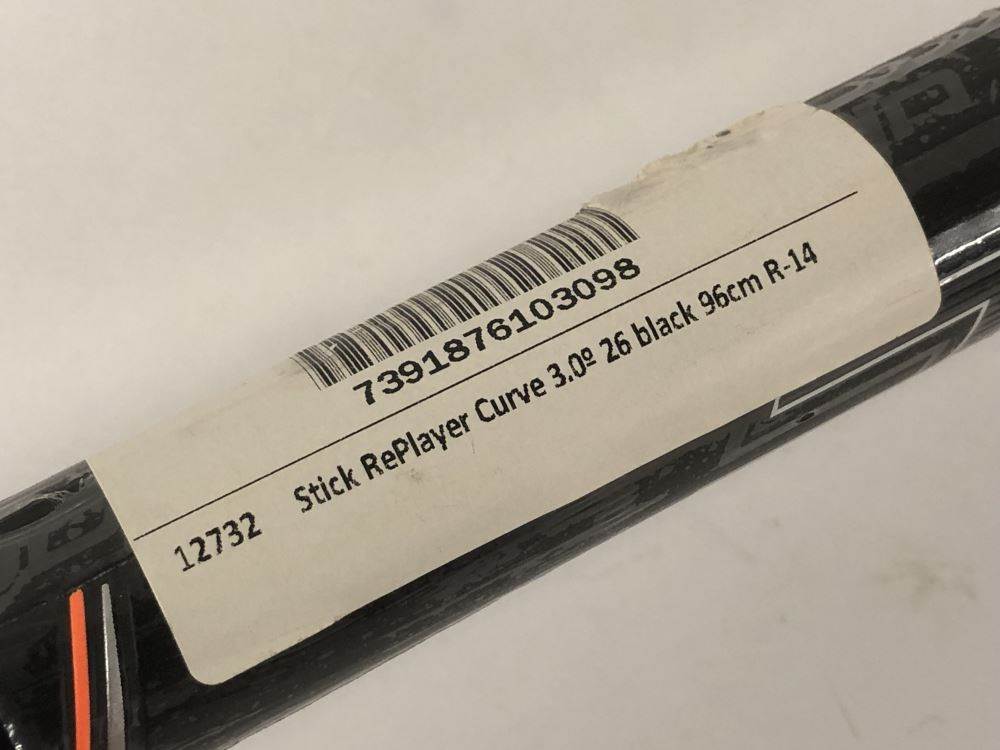 7391876103098
12732 Stick RePlayer Curve 3.0º 26 black 96cm R-14